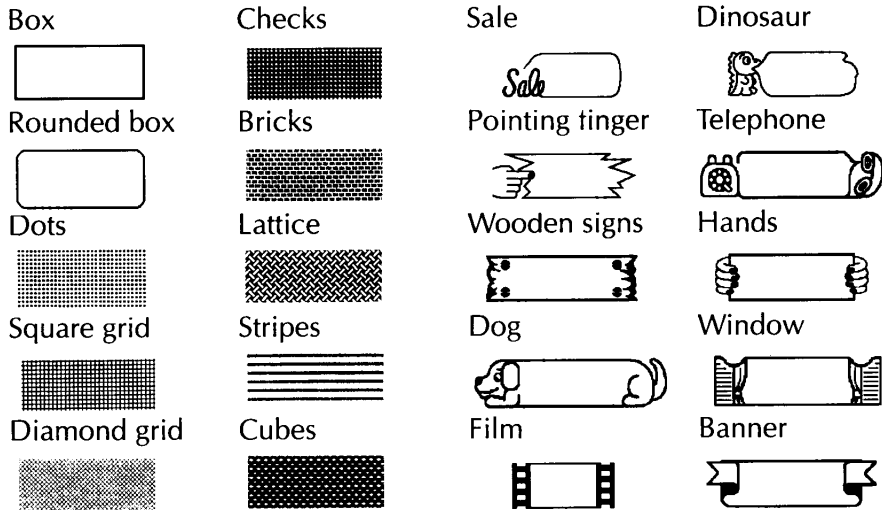 Box
Checks
Sale
Dinosaur
Sale
Rounded box
Bricks
Pointing finger
Telephone
Dots
Lattice
Wooden signs
Hands
Square grid
Stripes
Dog
Window
Diamond grid
Cubes
Film
Banner